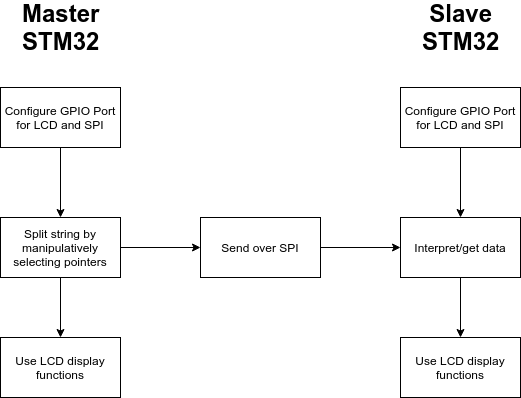 Master
STM32
Slave
STM32
Configure GPIO Port
for LCD and SPI
Configure GPIO Port
for LCD and SPI
Split string by
manipulatively
selecting pointers
Send over SPI
Interpret/get data
Use LCD display
functions
Use LCD display
functions